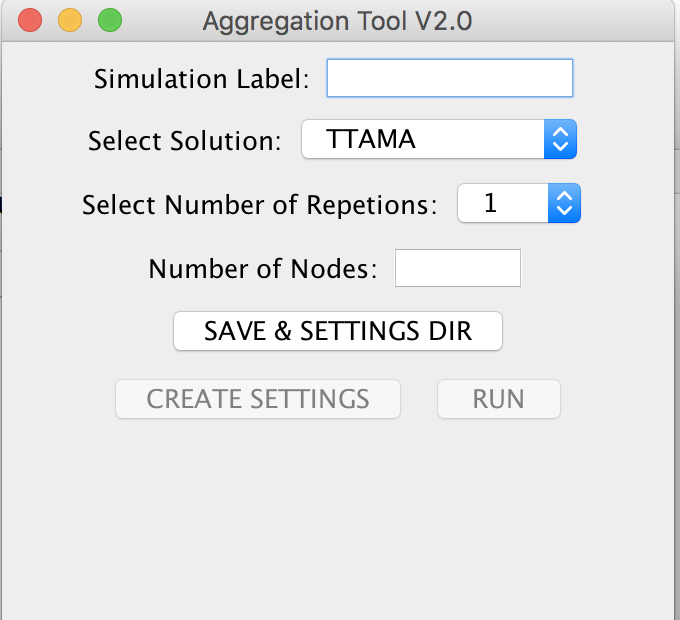 Aggregation Tool V2.0
Simulation Label:
Select Solution: TTAMA
Select Number of Repetions: 1
Number of Nodes:
SAVE & SETTINGS DIR
CREATE SETTINGS RUN